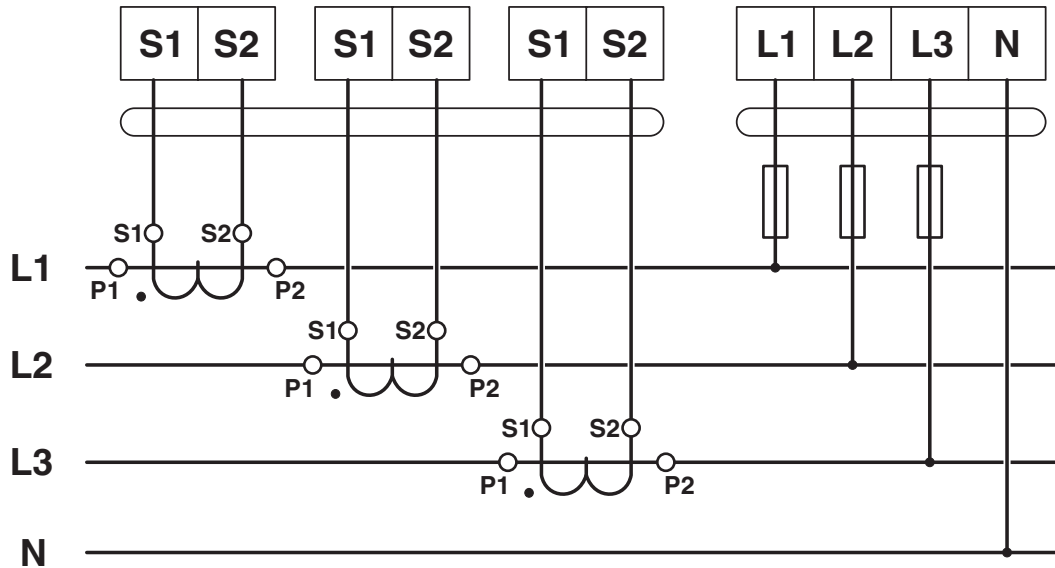 S1 S2 S1 S2 S1 S2 L1 L2 L3 N
S1 S2
L1
P1 P2
S1 S2
L2
P1 P2
S1 S2
L3
P1 P2
N